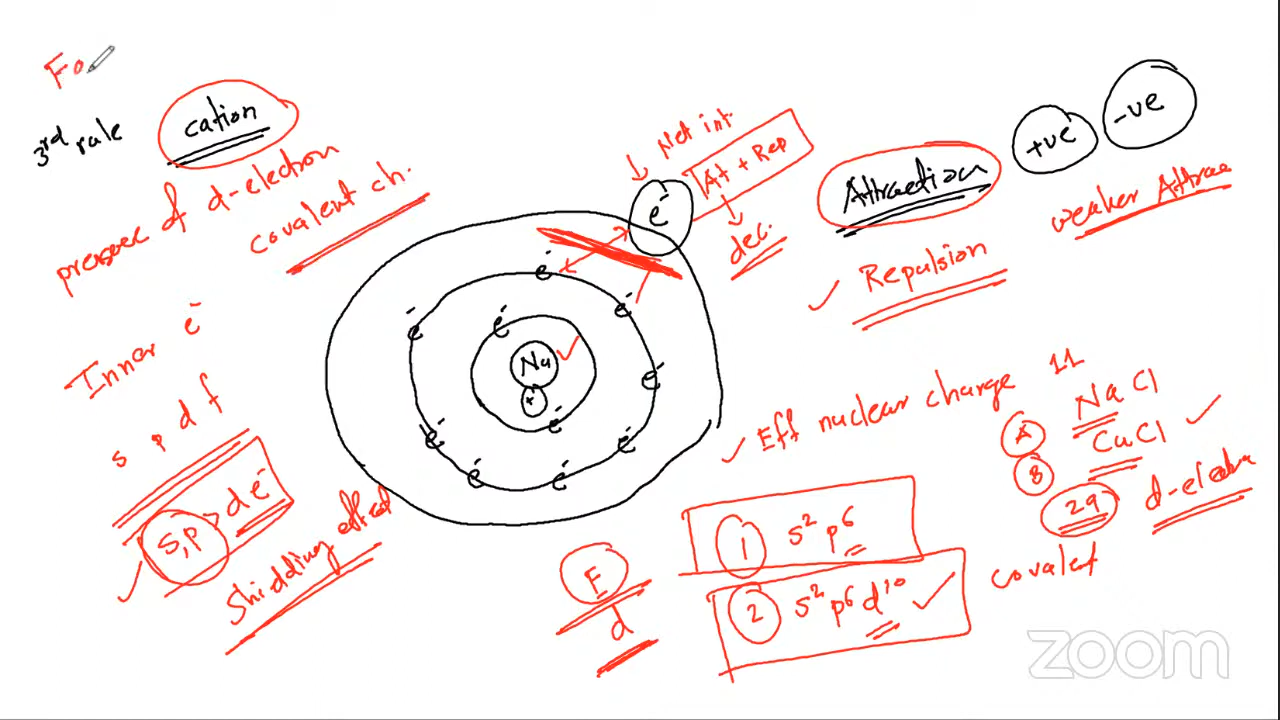 Fo
3rd rule
cation
presence of d-electron
covalent ch.
Inner e⁻
s, p d f
s,p > d e⁻
Shielding effect
Net int.
At + Rep
dec.
e⁻
e⁻
e⁻
e⁻
e⁻
e⁻
e⁻
e⁻
e⁻
e⁻
e⁻
Na
+
Attraction
+ve
-ve
weaker Attrac
Repulsion
Eff nuclear charge
11
A NaCl
B CuCl
29 d-electro
covalent
1 s² p⁶
2 s² p⁶ d¹⁰
E
d
zoom